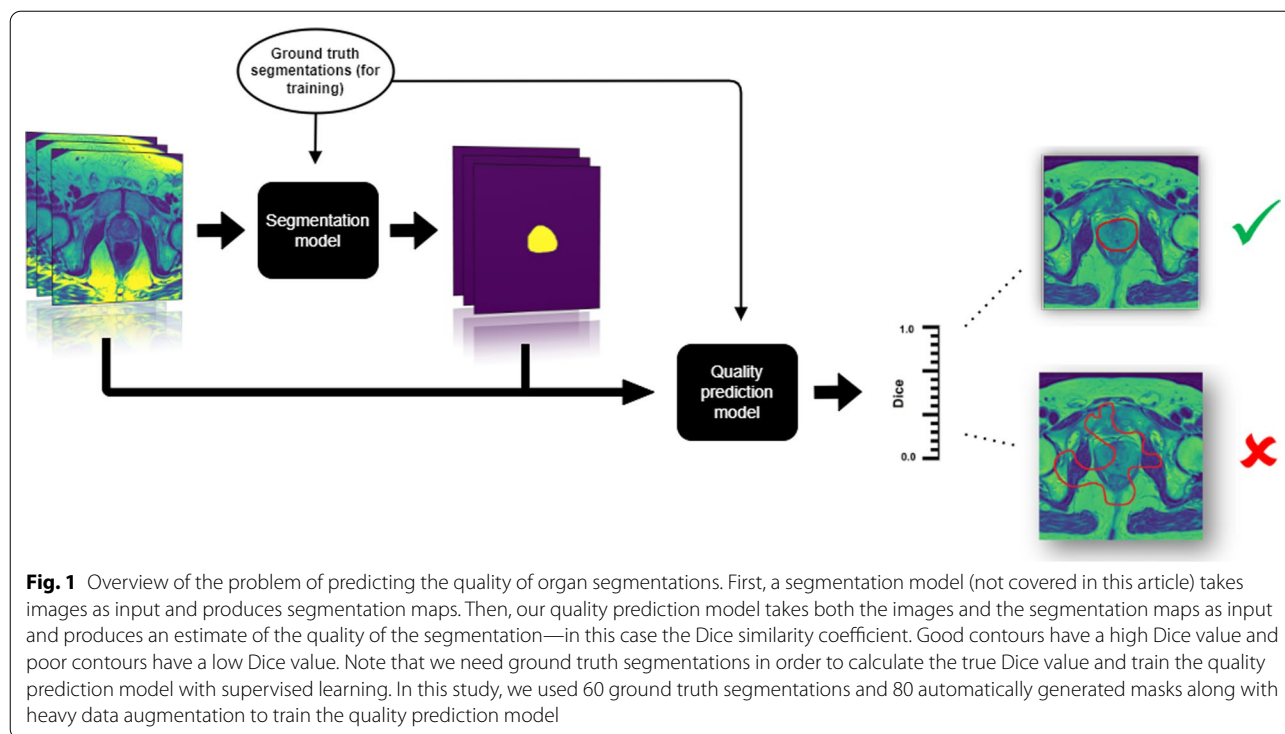 Ground truth
segmentations (for
training)
Segmentation
model
Quality
prediction
model
1.0
Dice
0.0
Fig. 1 Overview of the problem of predicting the quality of organ segmentations. First, a segmentation model (not covered in this article) takes
images as input and produces segmentation maps. Then, our quality prediction model takes both the images and the segmentation maps as input
and produces an estimate of the quality of the segmentation—in this case the Dice similarity coefficient. Good contours have a high Dice value and
poor contours have a low Dice value. Note that we need ground truth segmentations in order to calculate the true Dice value and train the quality
prediction model with supervised learning. In this study, we used 60 ground truth segmentations and 80 automatically generated masks along with
heavy data augmentation to train the quality prediction model